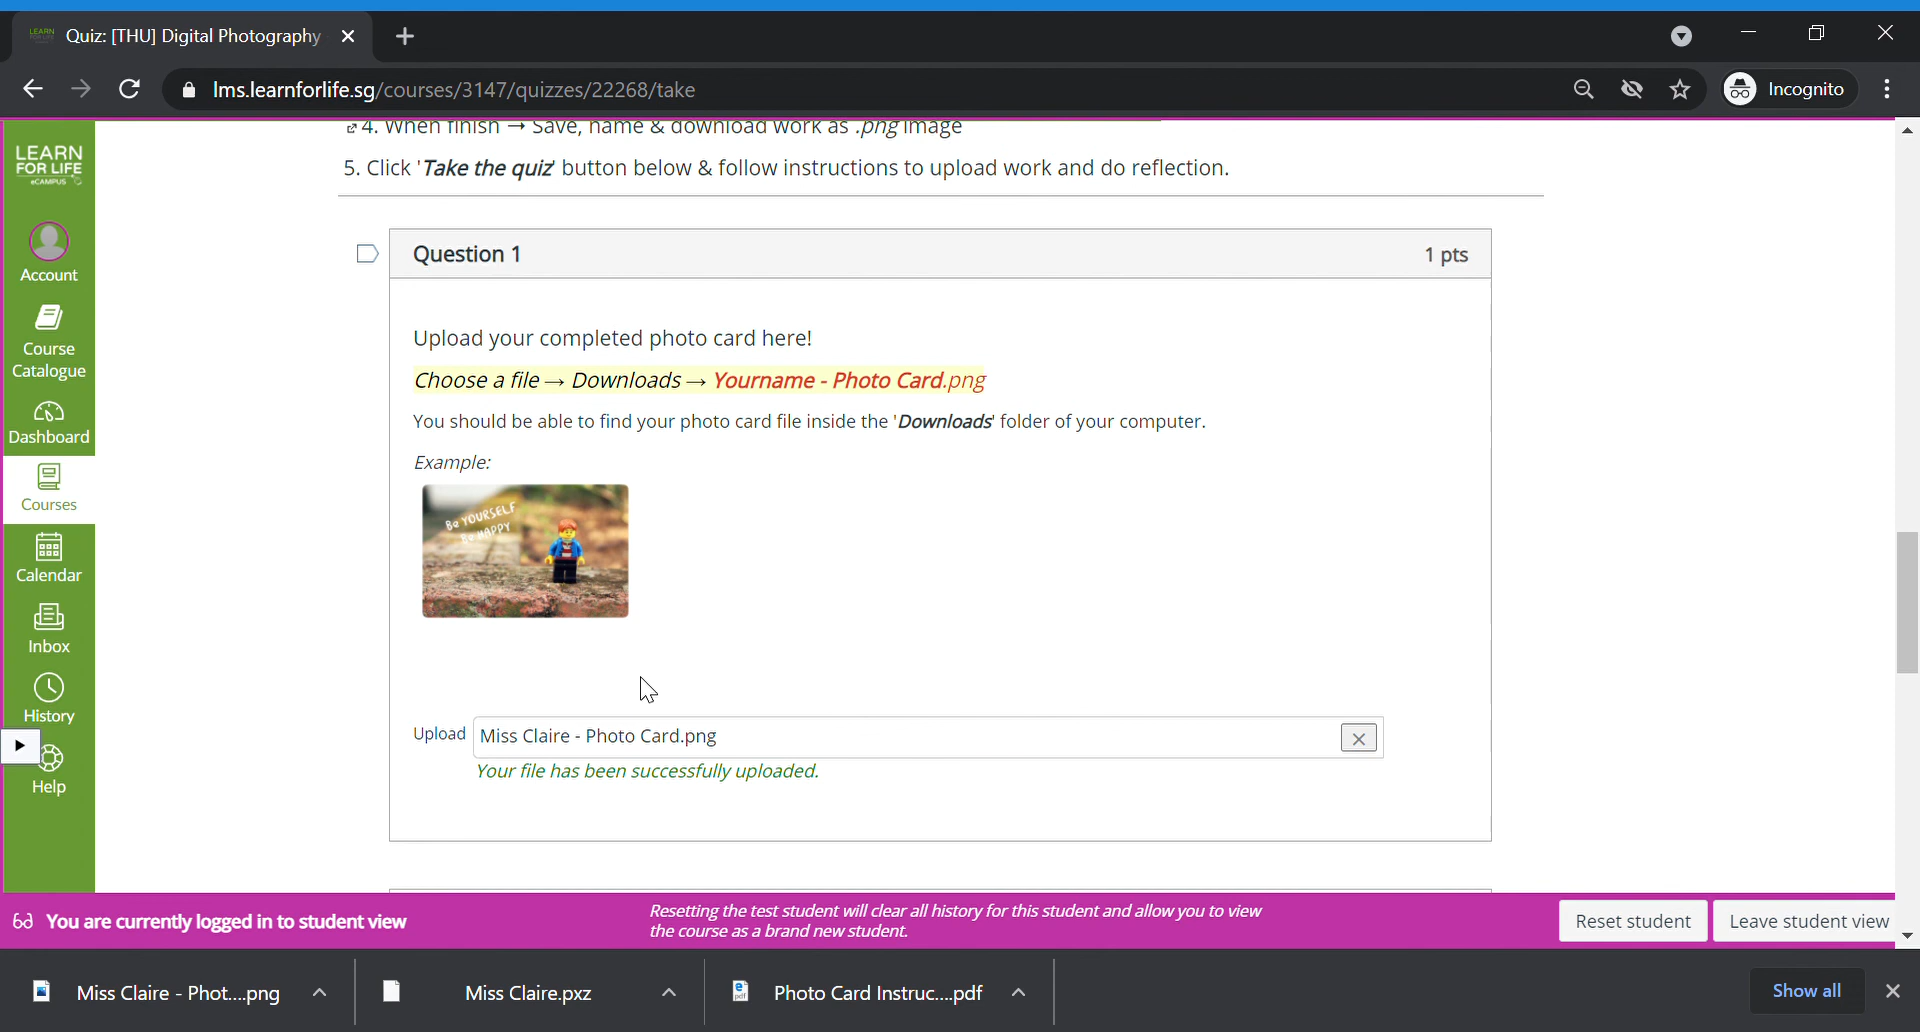 Quiz: [THU] Digital Photography
lms.learnforlife.sg/courses/3147/quizzes/22268/take
Incognito
LEARN
FOR LIFE
eCAMPUS
Account
Course
Catalogue
Dashboard
Courses
Calendar
Inbox
History
Help
4. When finish → Save, name & download work as .png image
5. Click 'Take the quiz' button below & follow instructions to upload work and do reflection.
Question 1
1 pts
Upload your completed photo card here!
Choose a file → Downloads → Yourname - Photo Card.png
You should be able to find your photo card file inside the 'Downloads' folder of your computer.
Example:
Be YOURSELF
Be HAPPY
Upload
Miss Claire - Photo Card.png
Your file has been successfully uploaded.
You are currently logged in to student view
Resetting the test student will clear all history for this student and allow you to view
the course as a brand new student.
Reset student
Leave student view
Miss Claire - Phot....png
Miss Claire.pxz
Photo Card Instruc....pdf
Show all